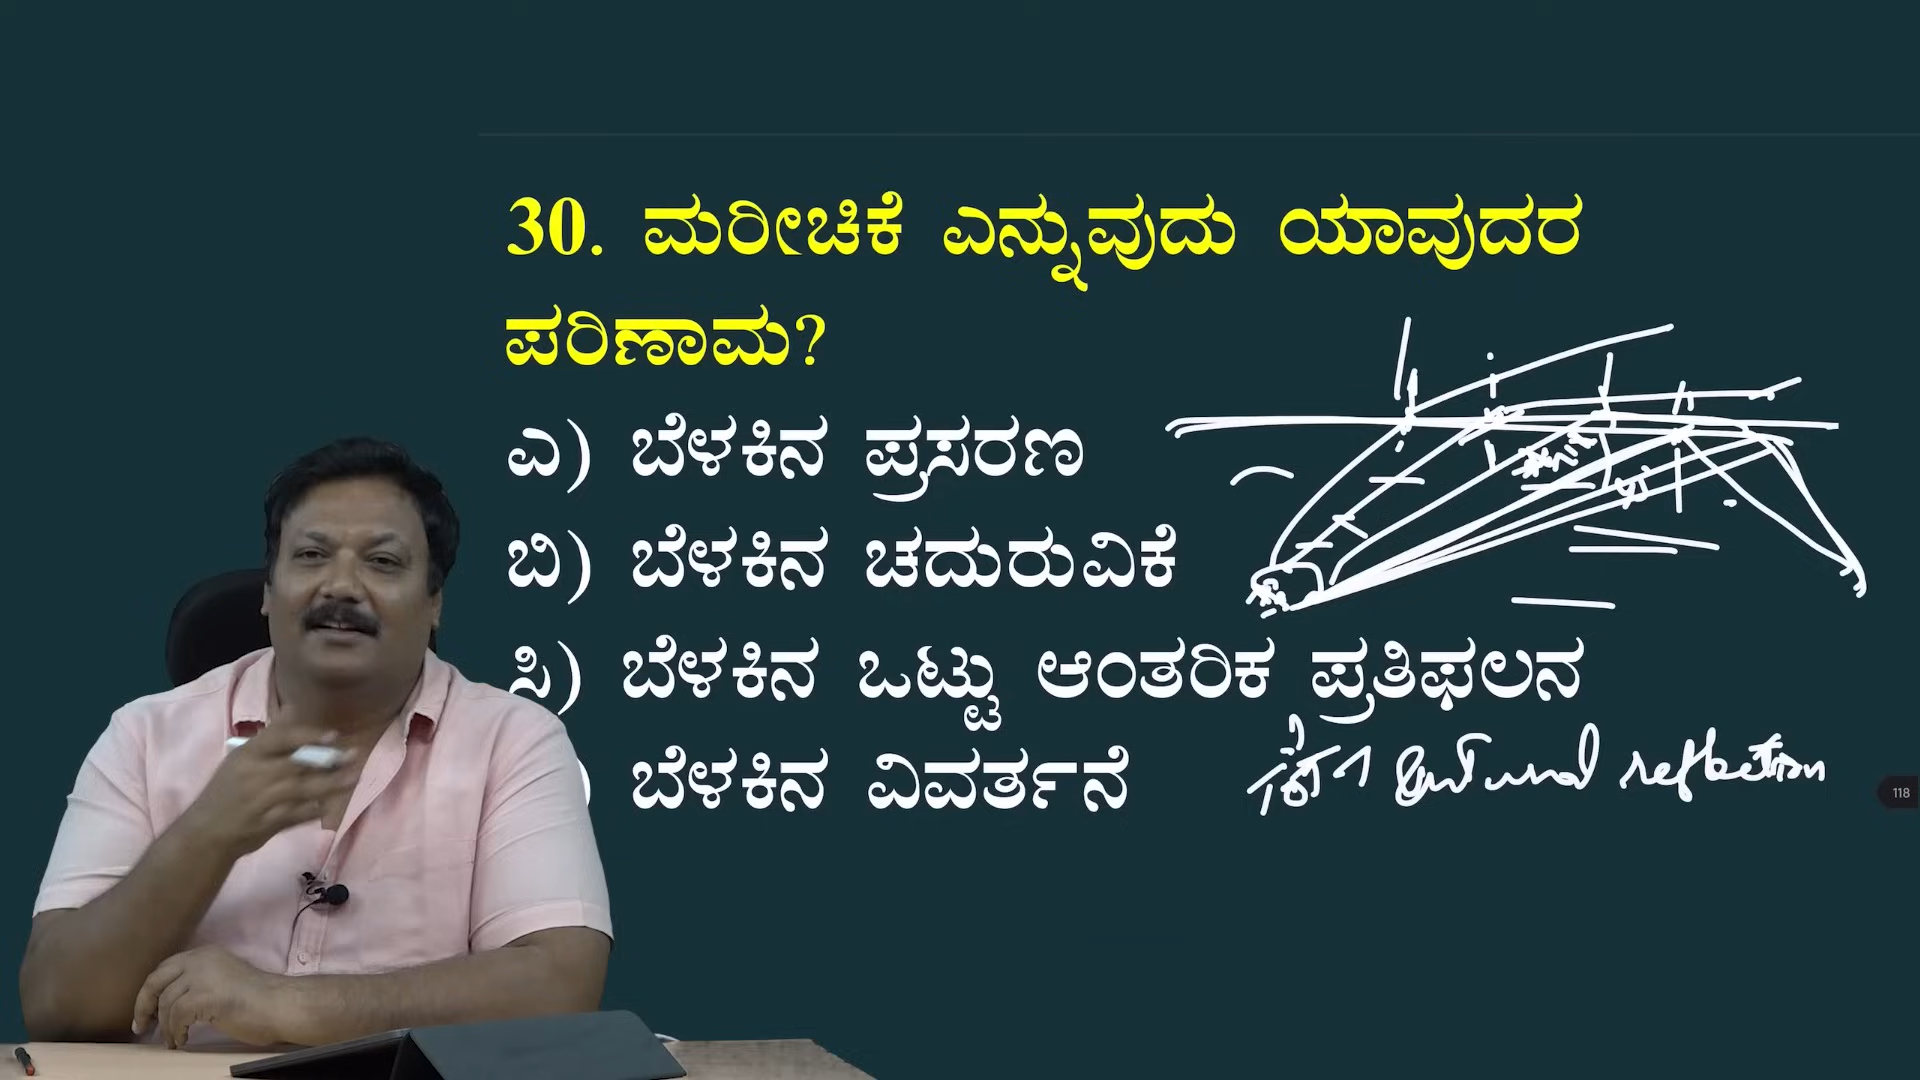 30. ಮರೀಚಿಕೆ ಎನ್ನುವುದು ಯಾವುದರ
ಪರಿಣಾಮ?
ಎ) ಬೆಳಕಿನ ಪ್ರಸರಣ
ಬಿ) ಬೆಳಕಿನ ಚದುರುವಿಕೆ
ಸಿ) ಬೆಳಕಿನ ಒಟ್ಟು ಆಂತರಿಕ ಪ್ರತಿಫಲನ
) ಬೆಳಕಿನ ವಿವರ್ತನೆ
reflection
118